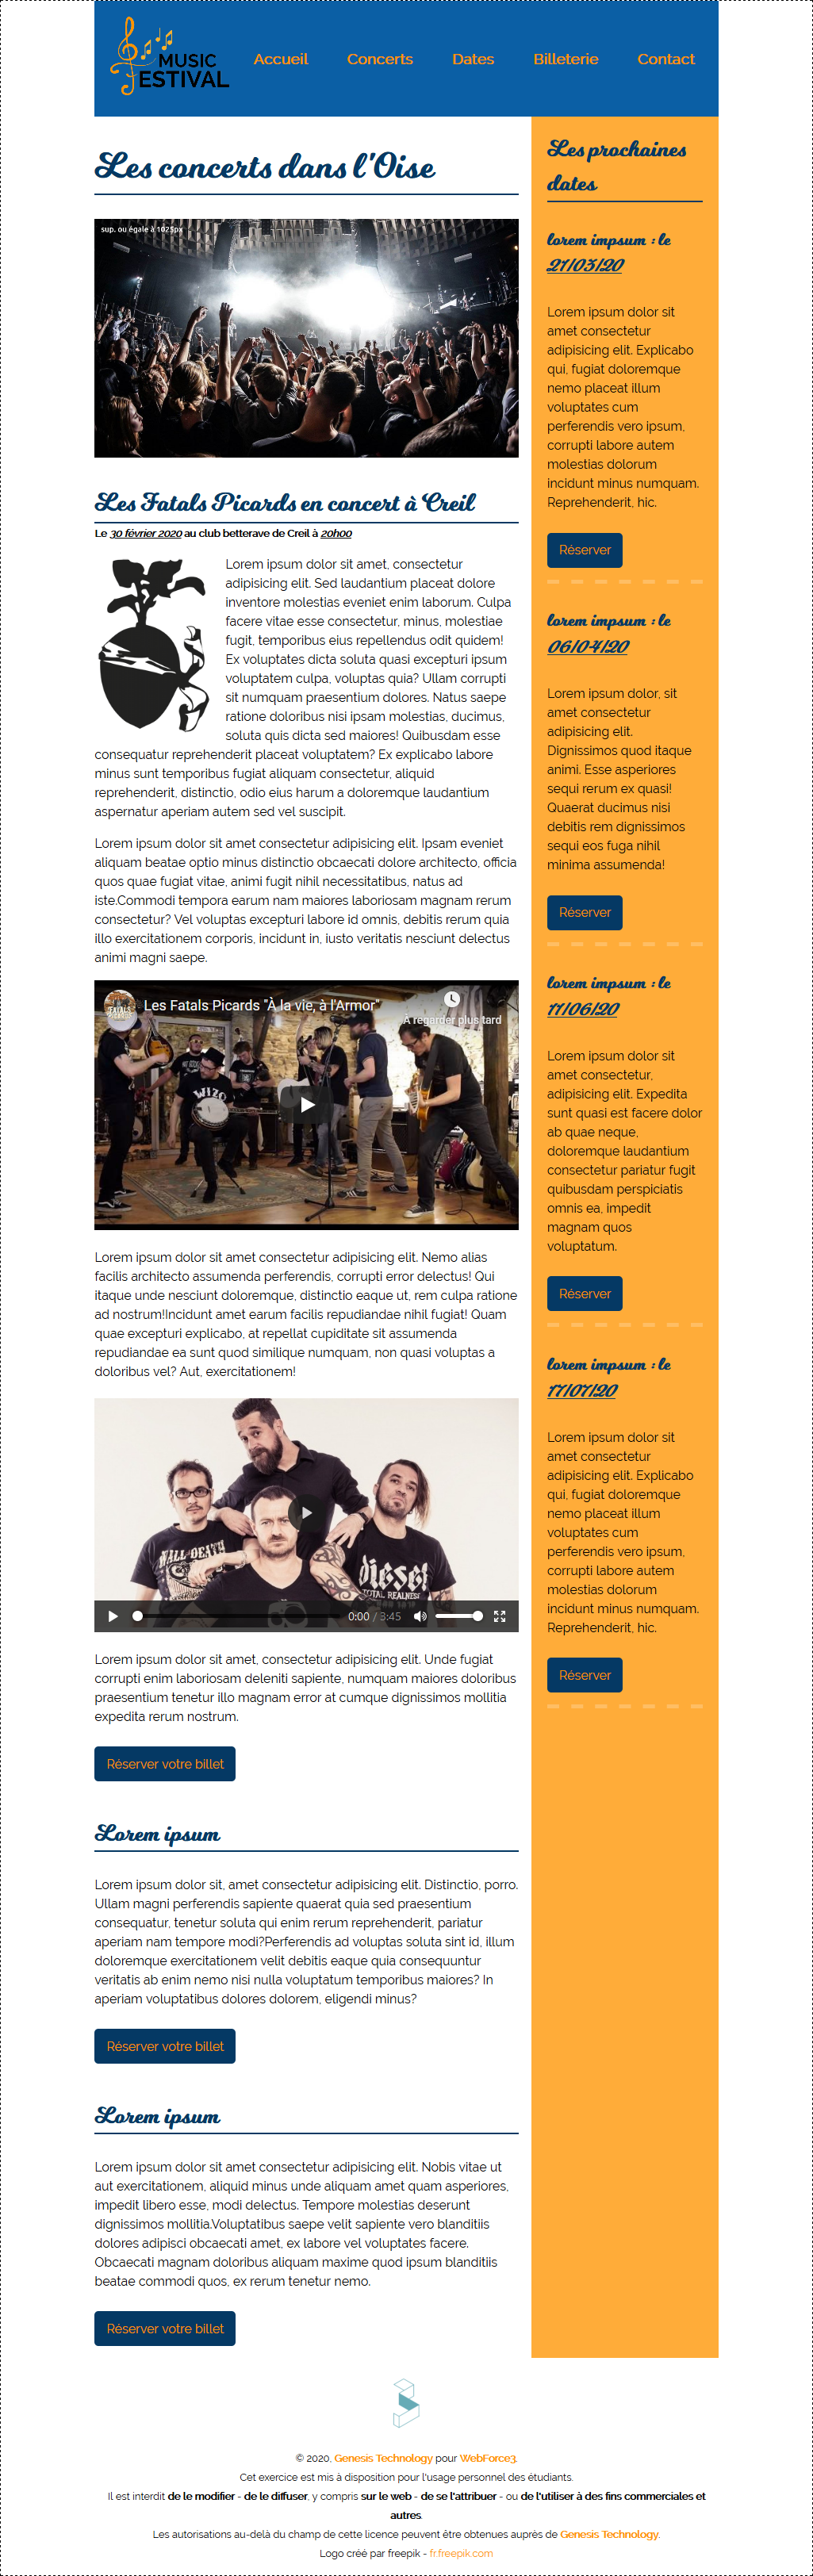 MUSIC
ESTIVAL
Accueil
Concerts
Dates
Billeterie
Contact
Les concerts dans l'Oise
sup. ou égale à 1025px
Les Fatals Picards en concert à Creil
Le 30 février 2020 au club betterave de Creil à 20h00
Lorem ipsum dolor sit amet, consectetur
adipisicing elit. Sed laudantium placeat dolore
inventore molestias eveniet enim laborum. Culpa
facere vitae esse consectetur, minus, molestiae
fugit, temporibus eius repellendus odit quidem!
Ex voluptates dicta soluta quasi excepturi ipsum
voluptatem culpa, voluptas quia? Ullam corrupti
sit numquam praesentium dolores. Natus saepe
ratione doloribus nisi ipsam molestias, ducimus,
soluta quis dicta sed maiores! Quibusdam esse
consequatur reprehenderit placeat voluptatem? Ex explicabo labore
minus sunt temporibus fugiat aliquam consectetur, aliquid
reprehenderit, distinctio, odio eius harum a doloremque laudantium
aspernatur aperiam autem sed vel suscipit.
Lorem ipsum dolor sit amet consectetur adipisicing elit. Ipsam eveniet
aliquam beatae optio minus distinctio obcaecati dolore architecto, officia
quos quae fugiat vitae, animi fugit nihil necessitatibus, natus ad
iste.Commodi tempora earum nam maiores laboriosam magnam rerum
consectetur? Vel voluptas excepturi labore id omnis, debitis rerum quia
illo exercitationem corporis, incidunt in, iusto veritatis nesciunt delectus
animi magni saepe.
Les Fatals Picards "À la vie, à l'Armor"
A regarder plus tard
WIZO
Lorem ipsum dolor sit amet consectetur adipisicing elit. Nemo alias
facilis architecto assumenda perferendis, corrupti error delectus! Qui
itaque unde nesciunt doloremque, distinctio eaque ut, rem culpa ratione
ad nostrum!Incidunt amet earum facilis repudiandae nihil fugiat! Quam
quae excepturi explicabo, at repellat cupiditate sit assumenda
repudiandae ea sunt quod similique numquam, non quasi voluptas a
doloribus vel? Aut, exercitationem!
DIESEL
TOTAL REALNESS
0:00 / 3:45
Lorem ipsum dolor sit amet, consectetur adipisicing elit. Unde fugiat
corrupti enim laboriosam deleniti sapiente, numquam maiores doloribus
praesentium tenetur illo magnam error at cumque dignissimos mollitia
expedita rerum nostrum.
Réserver votre billet
Lorem ipsum
Lorem ipsum dolor sit, amet consectetur adipisicing elit. Distinctio, porro.
Ullam magni perferendis sapiente quaerat quia sed praesentium
consequatur, tenetur soluta qui enim rerum reprehenderit, pariatur
aperiam nam tempore modi?Perferendis ad voluptas soluta sint id, illum
doloremque exercitationem velit debitis eaque quia consequuntur
veritatis ab enim nemo nisi nulla voluptatum temporibus maiores? In
aperiam voluptatibus dolores dolorem, eligendi minus?
Réserver votre billet
Lorem ipsum
Lorem ipsum dolor sit amet consectetur adipisicing elit. Nobis vitae ut
aut exercitationem, aliquid minus unde aliquam amet quam asperiores,
impedit libero esse, modi delectus. Tempore molestias deserunt
dignissimos mollitia.Voluptatibus saepe velit sapiente vero blanditiis
dolores adipisci obcaecati amet, ex labore vel voluptates facere.
Obcaecati magnam doloribus aliquam maxime quod ipsum blanditiis
beatae commodi quos, ex rerum tenetur nemo.
Réserver votre billet
Les prochaines
dates
lorem impsum : le
21/03/20
Lorem ipsum dolor sit
amet consectetur
adipisicing elit. Explicabo
qui, fugiat doloremque
nemo placeat illum
voluptates cum
perferendis vero ipsum,
corrupti labore autem
molestias dolorum
incidunt minus numquam.
Reprehenderit, hic.
Réserver
lorem impsum : le
06/04/20
Lorem ipsum dolor, sit
amet consectetur
adipisicing elit.
Dignissimos quod itaque
animi. Esse asperiores
sequi rerum ex quasi!
Quaerat ducimus nisi
debitis rem dignissimos
sequi eos fuga nihil
minima assumenda!
Réserver
lorem impsum : le
11/06/20
Lorem ipsum dolor sit
amet consectetur,
adipisicing elit. Expedita
sunt quasi est facere dolor
ab quae neque,
doloremque laudantium
consectetur pariatur fugit
quibusdam perspiciatis
omnis ea, impedit
magnam quos
voluptatum.
Réserver
lorem impsum : le
17/07/20
Lorem ipsum dolor sit
amet consectetur
adipisicing elit. Explicabo
qui, fugiat doloremque
nemo placeat illum
voluptates cum
perferendis vero ipsum,
corrupti labore autem
molestias dolorum
incidunt minus numquam.
Reprehenderit, hic.
Réserver
© 2020, Genesis Technology pour WebForce3.
Cet exercice est mis à disposition pour l'usage personnel des étudiants.
Il est interdit de le modifier - de le diffuser, y compris sur le web - de se l'attribuer - ou de l'utiliser à des fins commerciales et
autres.
Les autorisations au-delà du champ de cette licence peuvent être obtenues auprès de Genesis Technology.
Logo créé par freepik - fr.freepik.com